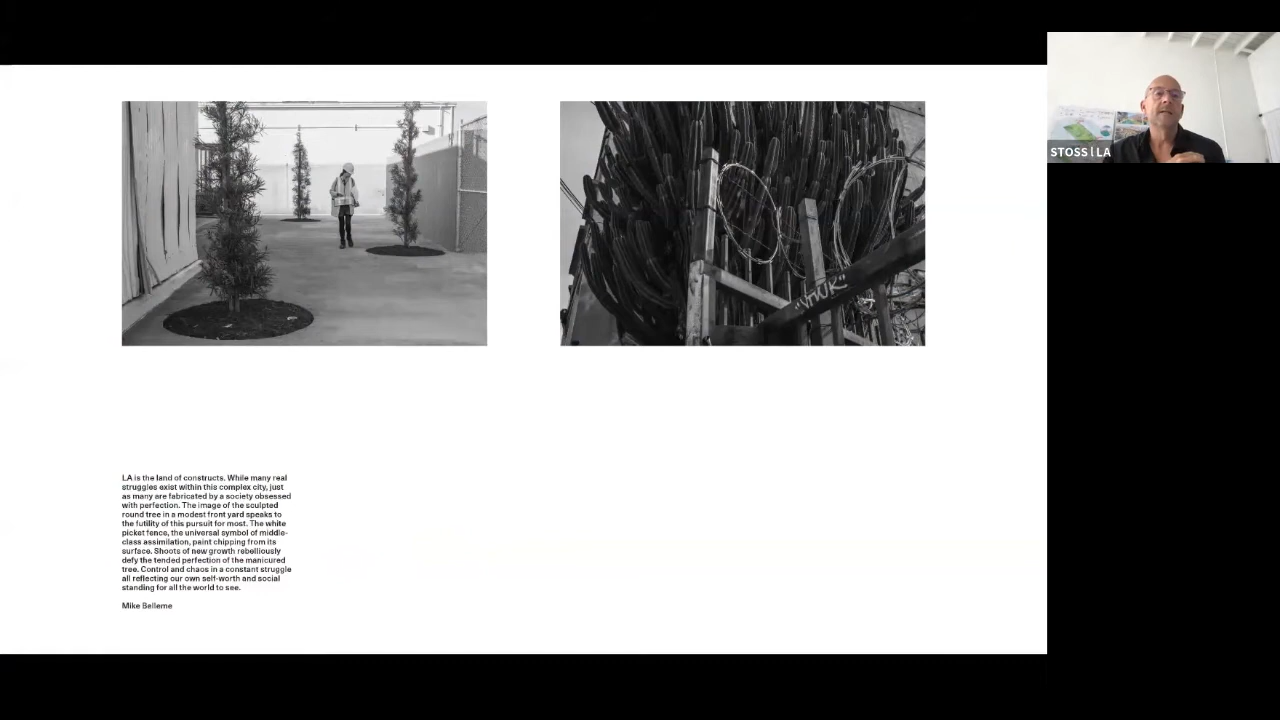 STOSS | LA
"YTWK"
LA is the land of constructs. While many real
struggles exist within this complex city, just
as many are fabricated by a society obsessed
with perfection. The image of the sculpted
round tree in a modest front yard speaks to
the futility of this pursuit for most. The white
picket fence, the universal symbol of middle-
class assimilation, paint chipping from its
surface. Shoots of new growth rebelliously
defy the tended perfection of the manicured
tree. Control and chaos in a constant struggle
all reflecting our own self-worth and social
standing for all the world to see.
Mike Belleme